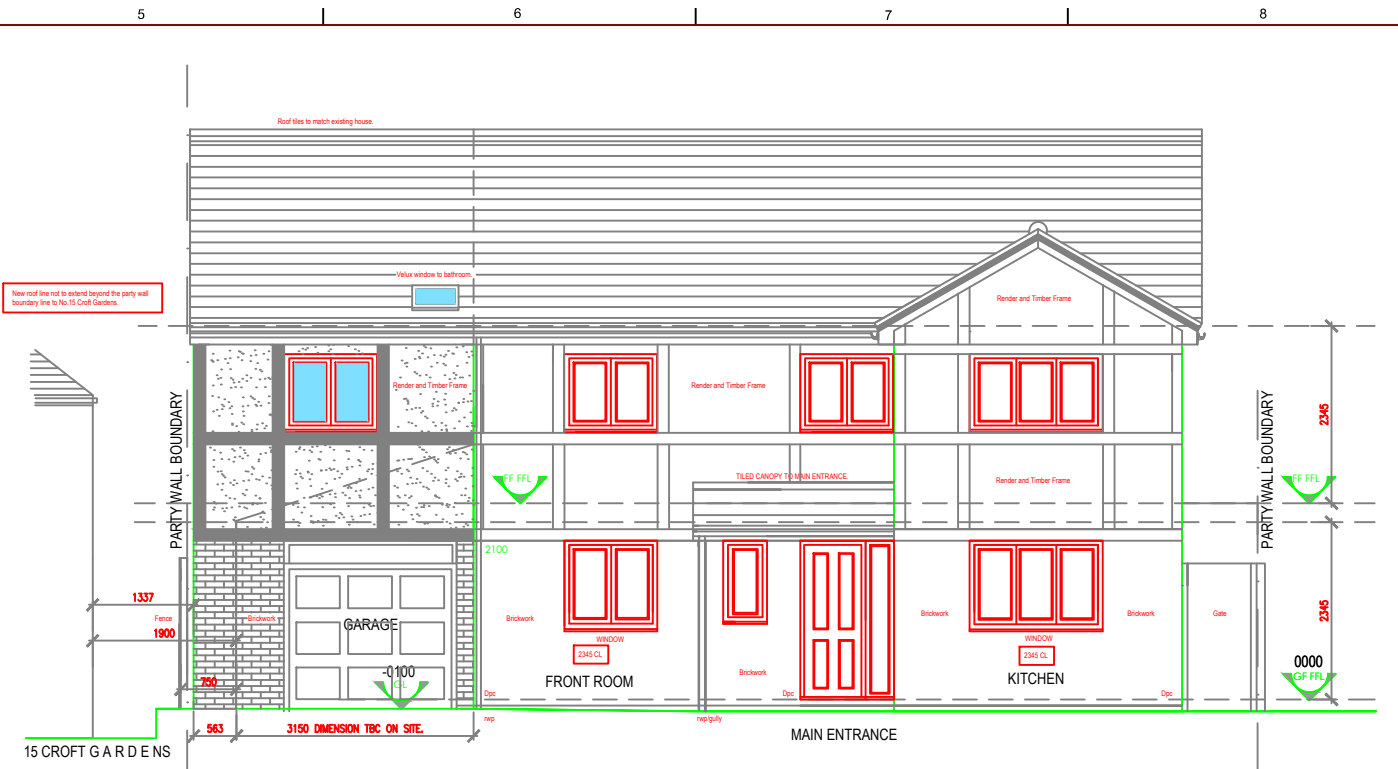 5 6 7 8
Roof tiles to match existing house.
Velux window to bathroom.
New roof line not to extend beyond the party wall
boundary line to No.15 Croft Gardens.
Render and Timber Frame
Render and Timber Frame
Render and Timber Frame
2345
PARTY WALL BOUNDARY
PARTY WALL BOUNDARY
TILED CANOPY TO MAIN ENTRANCE.
Render and Timber Frame
FF FFL
FF FFL
2100
1337
Fence
Brickwork
GARAGE
Brickwork
Brickwork
Brickwork
Gate
2345
1900
WINDOW
WINDOW
2345 CL
2345 CL
-0100
GL
Brickwork
0000
GF FFL
750
FRONT ROOM
KITCHEN
Dpc
Dpc
Dpc
rwp
rwp/gully
563
3150 DIMENSION TBC ON SITE.
MAIN ENTRANCE
15 CROFT G A R D E NS